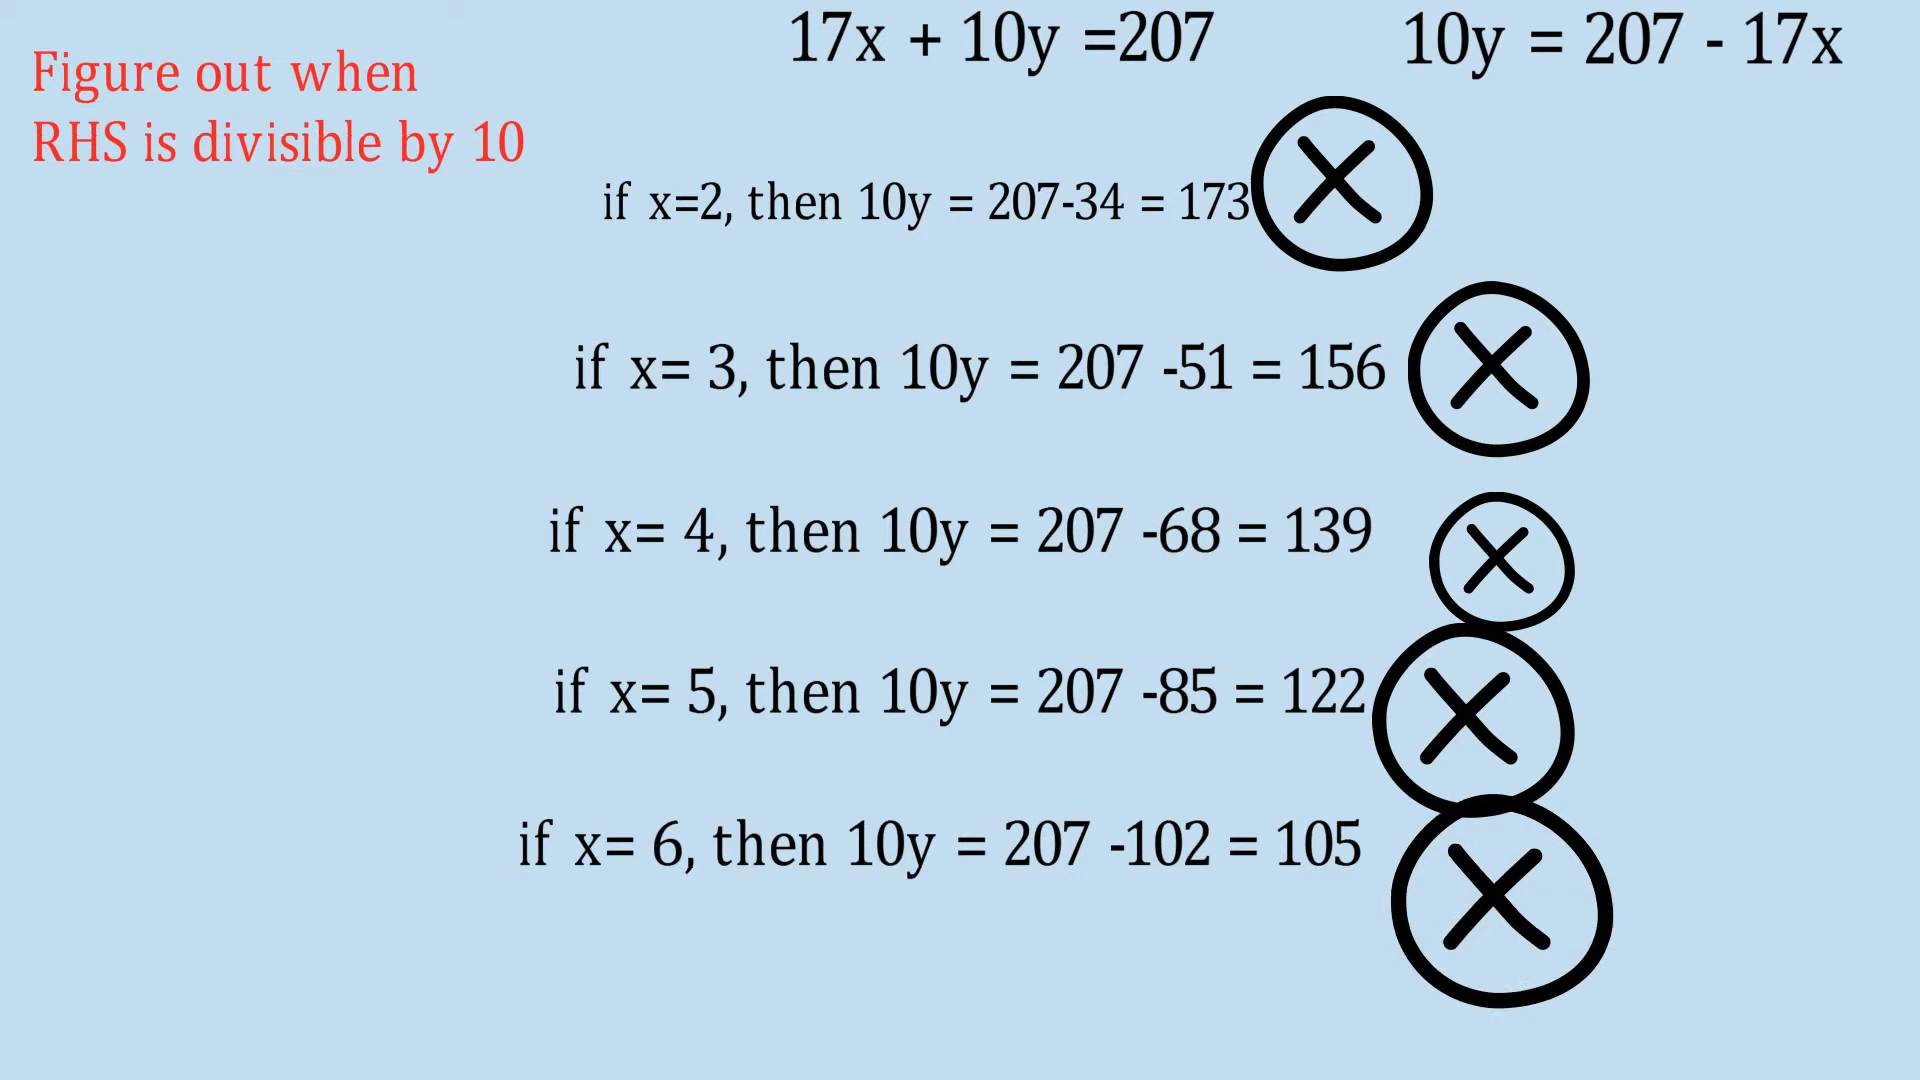 17x + 10y =207
10y = 207 - 17x
Figure out when
RHS is divisible by 10
if x=2, then 10y = 207-34 = 173
if x= 3, then 10y = 207 -51 = 156
if x= 4, then 10y = 207 -68 = 139
if x= 5, then 10y = 207 -85 = 122
if x= 6, then 10y = 207 -102 = 105